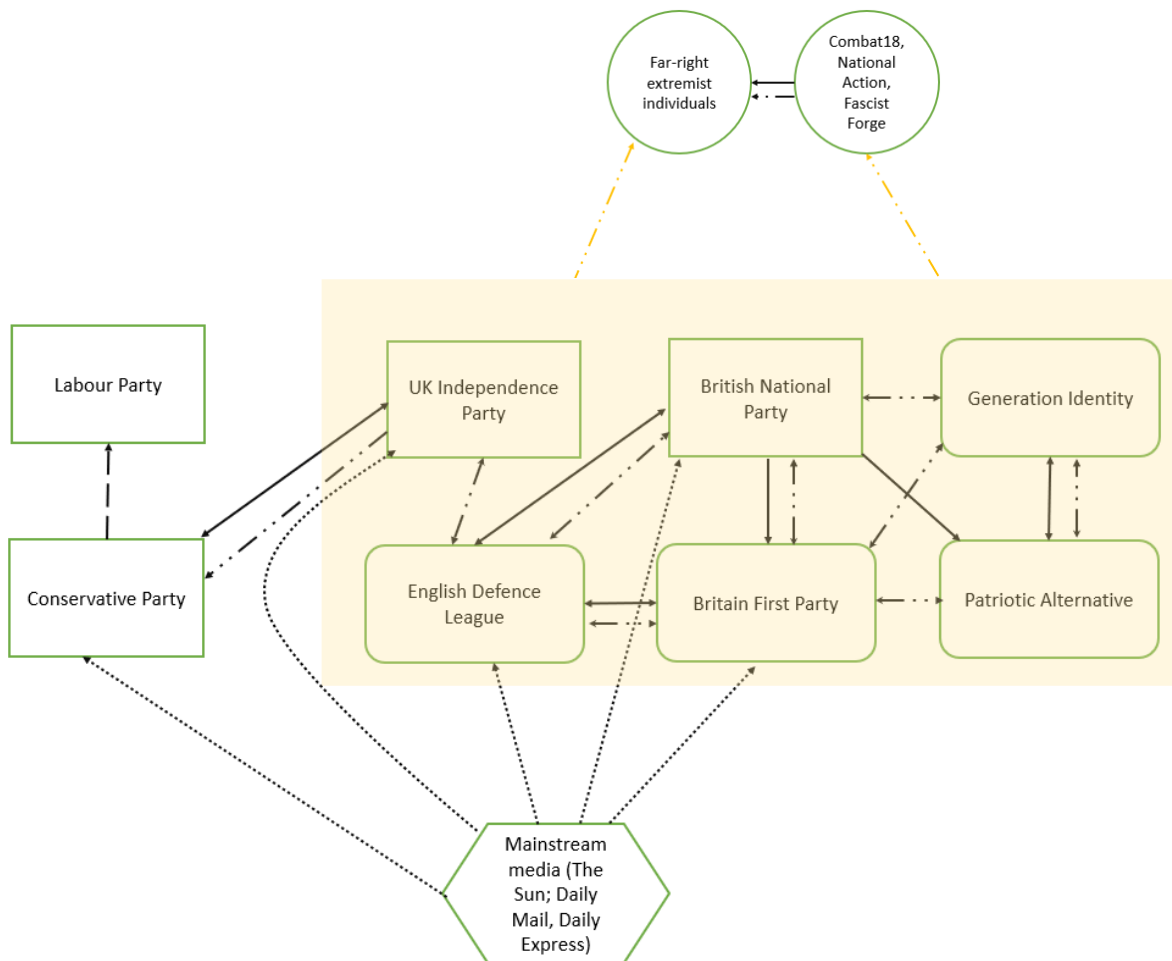 Far-right
extremist
individuals
Combat18,
National
Action,
Fascist
Forge
Labour Party
UK Independence
Party
British National
Party
Generation Identity
Conservative Party
English Defence
League
Britain First Party
Patriotic Alternative
Mainstream
media (The
Sun; Daily
Mail, Daily
Express)